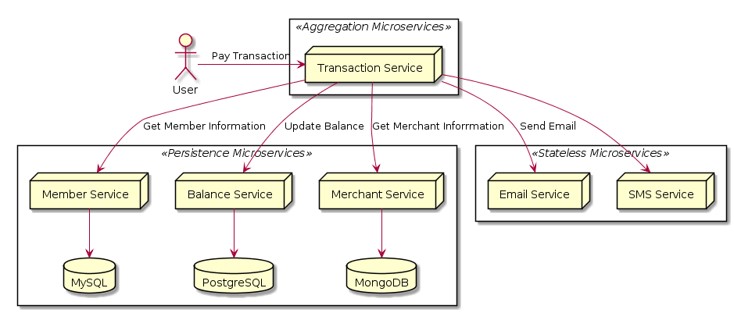 «Aggregation Microservices»
Pay Transaction
Transaction Service
User
Get Member Information
Update Balance
Get Merchant Information
Send Email
«Persistence Microservices»
«Stateless Microservices»
Member Service
Balance Service
Merchant Service
Email Service
SMS Service
MySQL
PostgreSQL
MongoDB